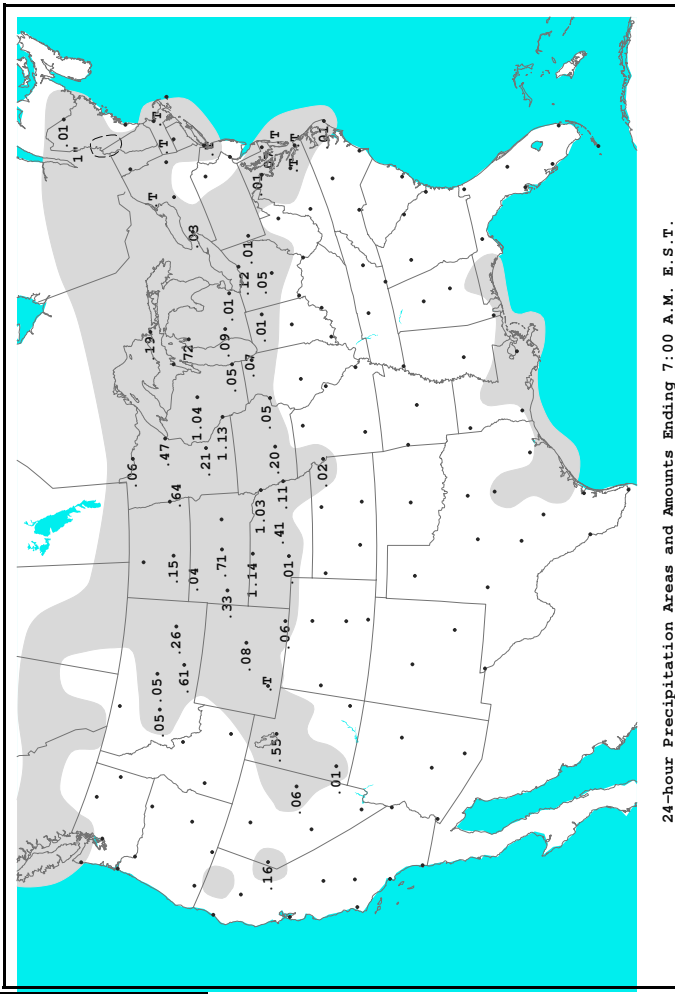 .01
1"
.06
.19
T
T
.05 .05 .47 T
.15 .64
.26
.61
.72
.04 .03
1.04
.21
.71 1.13
.33 .05 .09 .01
.08 .12 .01
1.14 .07
1.03 .01 .05 .01
.16 T .05
.55 .20 T
.41 .11
.06 .01
.06 T T
.02 .01
.01
24-hour Precipitation Areas and Amounts Ending 7:00 A.M. E.S.T.